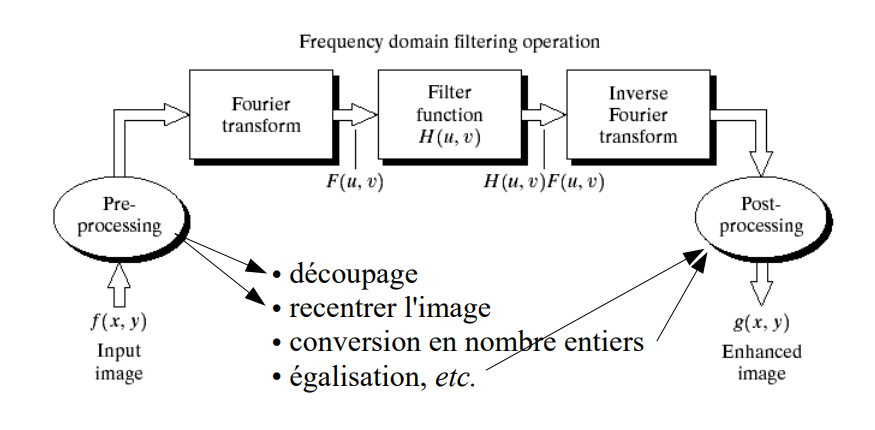 Frequency domain filtering operation
Fourier
transform
Filter
function
H(u, v)
Inverse
Fourier
transform
F(u, v)
H(u, v)F(u, v)
Pre-
processing
Post-
processing
• découpage
• recentrer l'image
• conversion en nombre entiers
• égalisation, etc.
f(x, y)
Input
image
g(x, y)
Enhanced
image